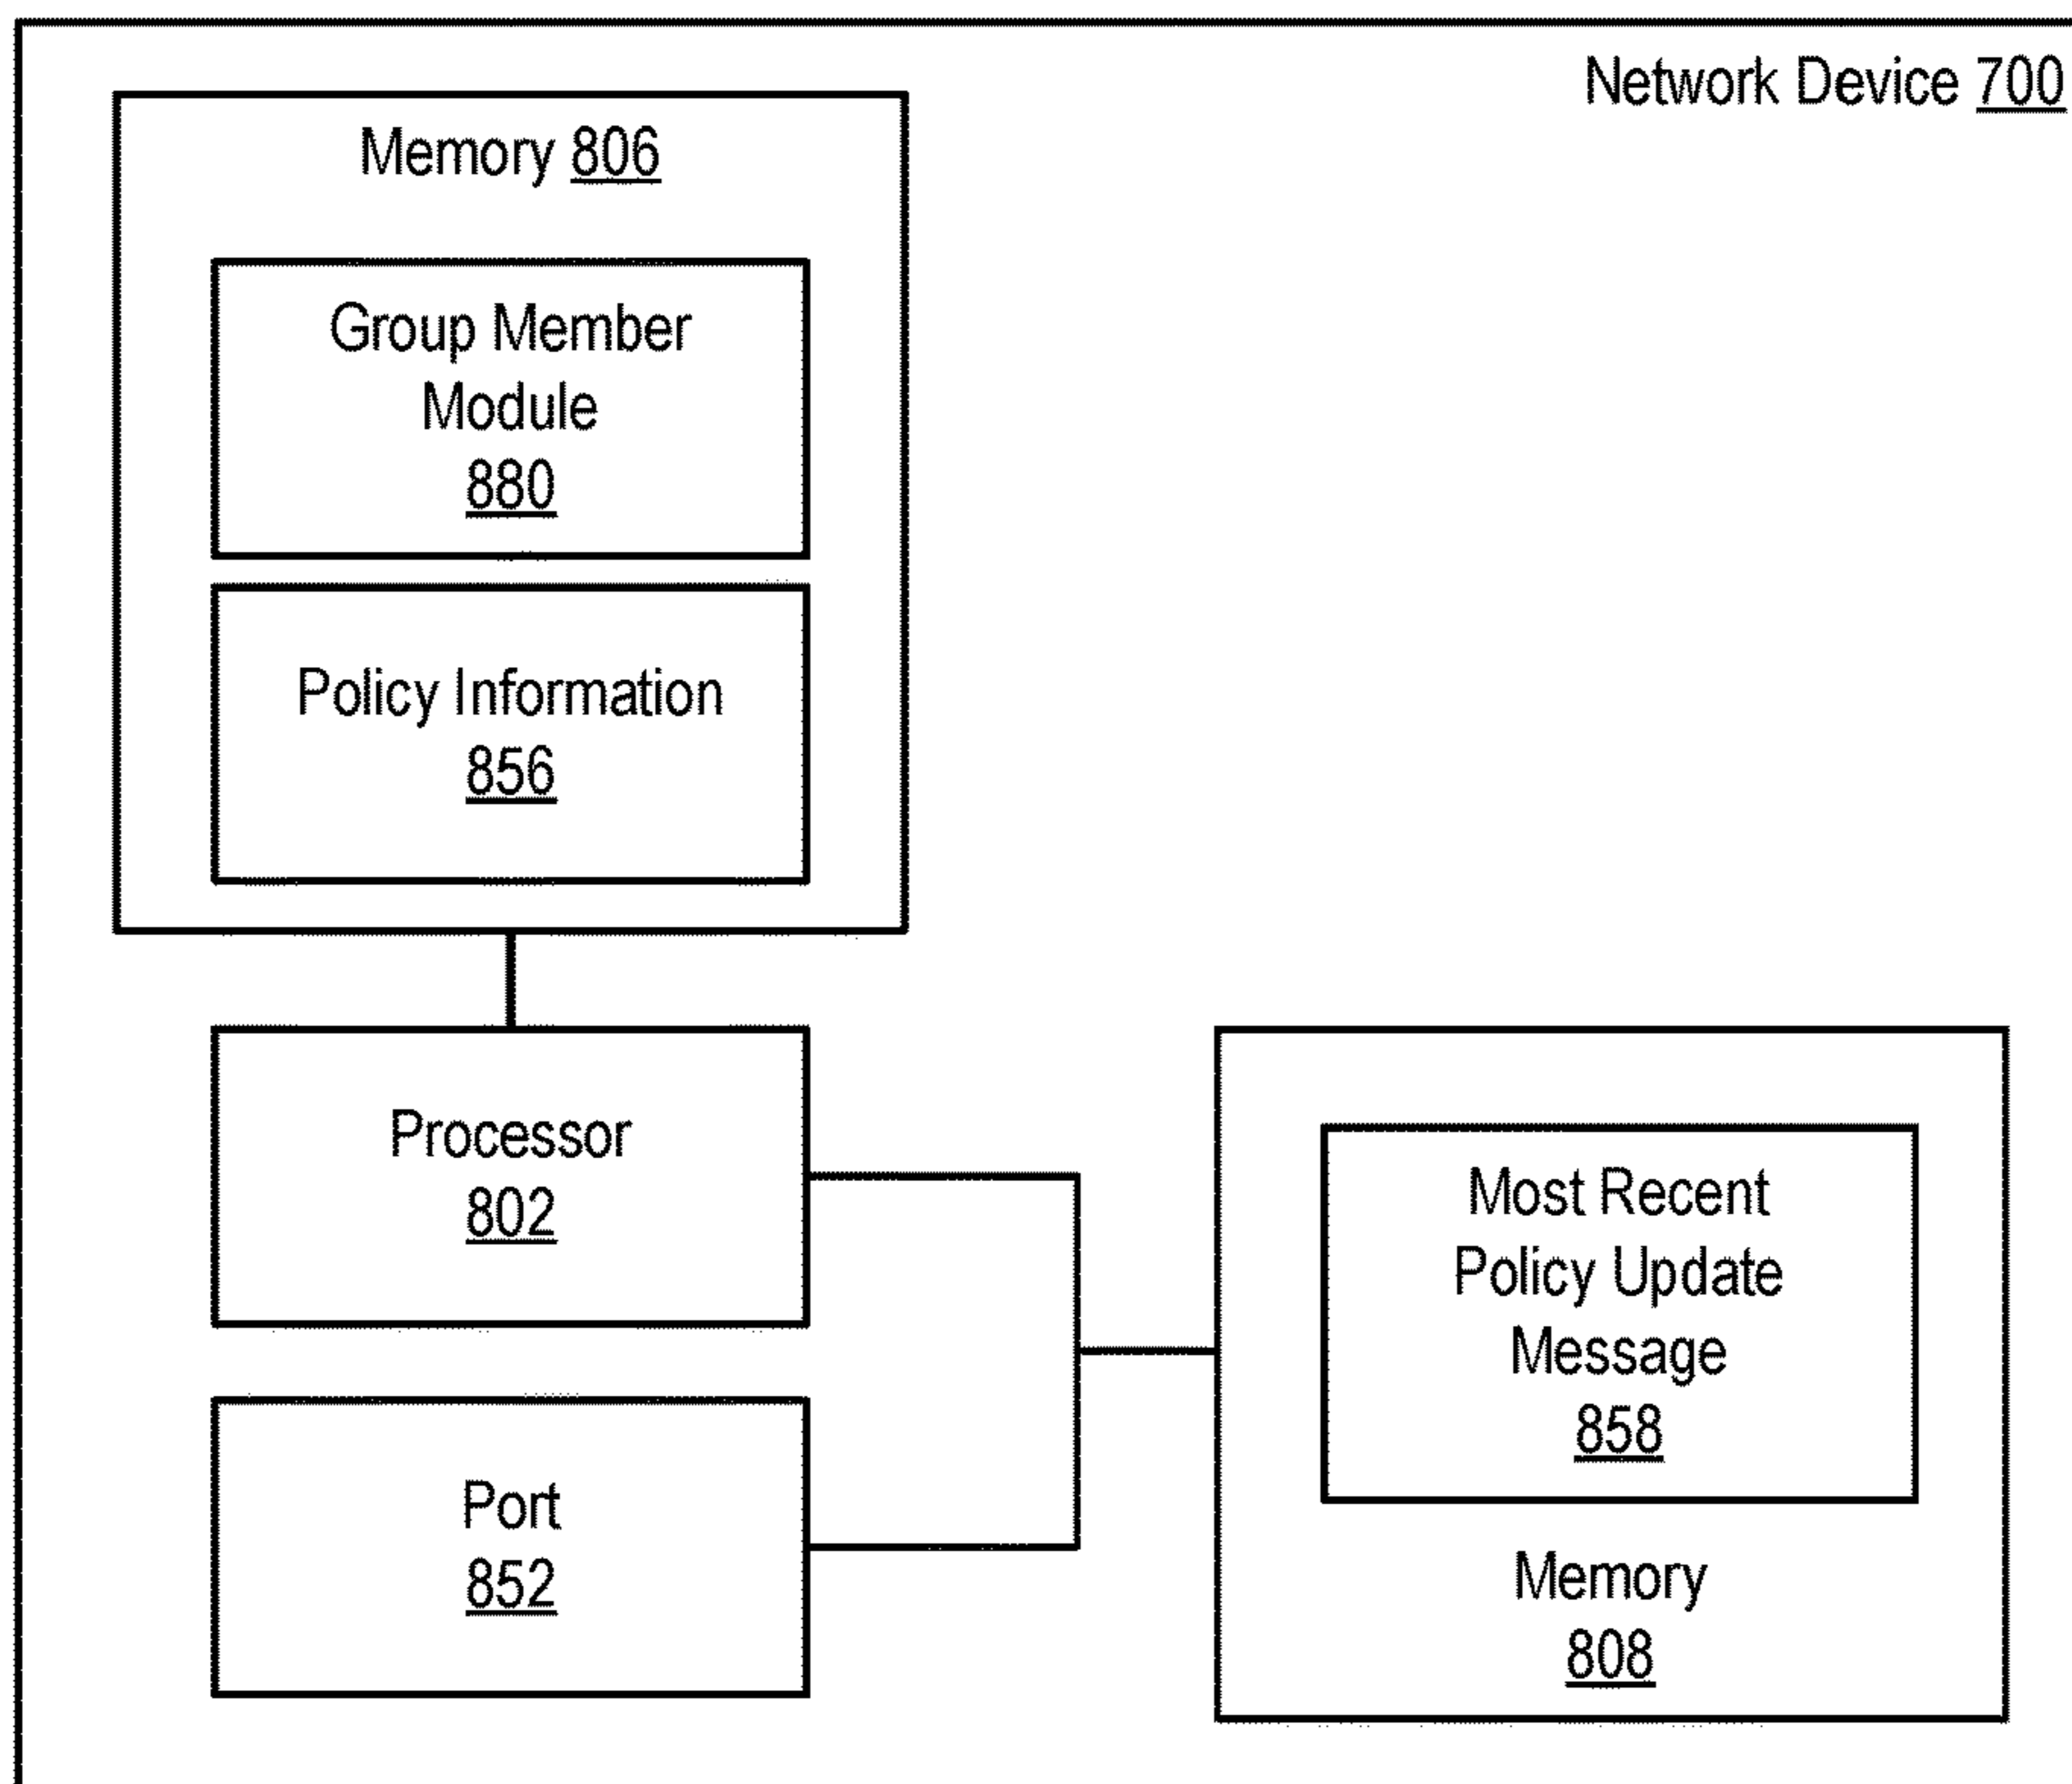 Network Device 700
Memory 806
Group Member
Module
880
Policy Information
856
Processor
802
Port
852
Most Recent
Policy Update
Message
858
Memory
808